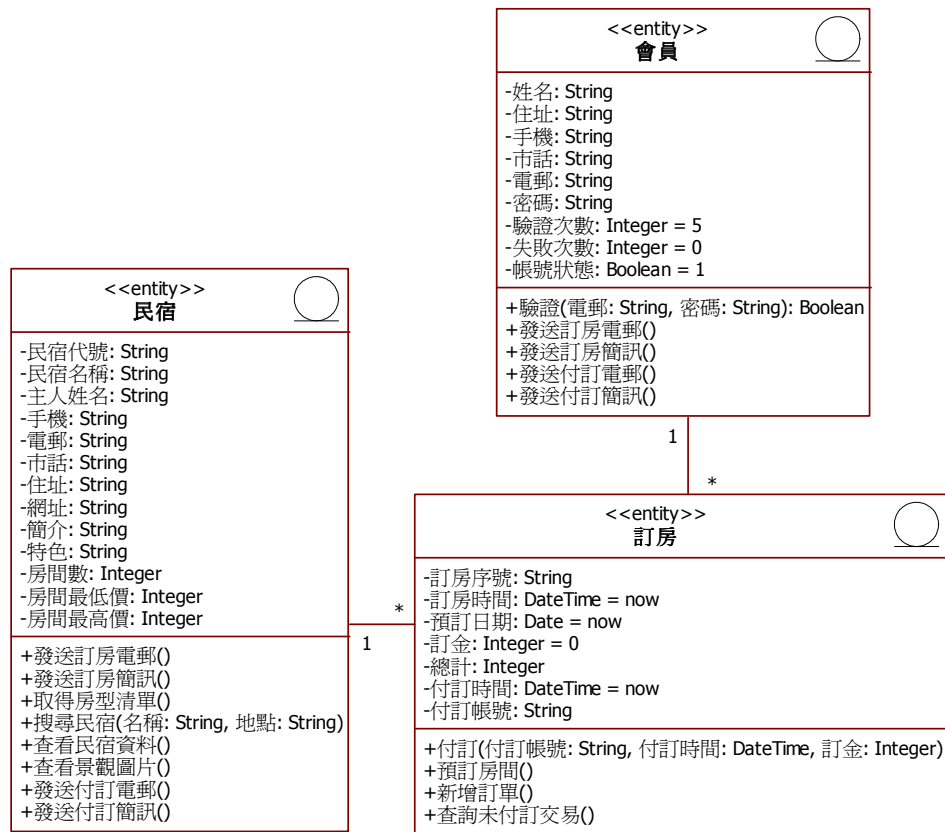 <<entity>>
會員
-姓名: String
-住址: String
-手機: String
-市話: String
-電郵: String
-密碼: String
-驗證次數: Integer = 5
-失敗次數: Integer = 0
-帳號狀態: Boolean = 1
+驗證(電郵: String, 密碼: String): Boolean
+發送訂房電郵()
+發送訂房簡訊()
+發送付訂電郵()
+發送付訂簡訊()
<<entity>>
民宿
-民宿代號: String
-民宿名稱: String
-主人姓名: String
-手機: String
-電郵: String
-市話: String
-住址: String
-網址: String
-簡介: String
-特色: String
-房間數: Integer
-房間最低價: Integer
-房間最高價: Integer
+發送訂房電郵()
+發送訂房簡訊()
+取得房型清單()
+搜尋民宿(名稱: String, 地點: String)
+查看民宿資料()
+查看景觀圖片()
+發送付訂電郵()
+發送付訂簡訊()
1
*
*
1
<<entity>>
訂房
-訂房序號: String
-訂房時間: DateTime = now
-預訂日期: Date = now
-訂金: Integer = 0
-總計: Integer
-付訂時間: DateTime = now
-付訂帳號: String
+付訂(付訂帳號: String, 付訂時間: DateTime, 訂金: Integer)
+預訂房間()
+新增訂單()
+查詢未付訂交易()